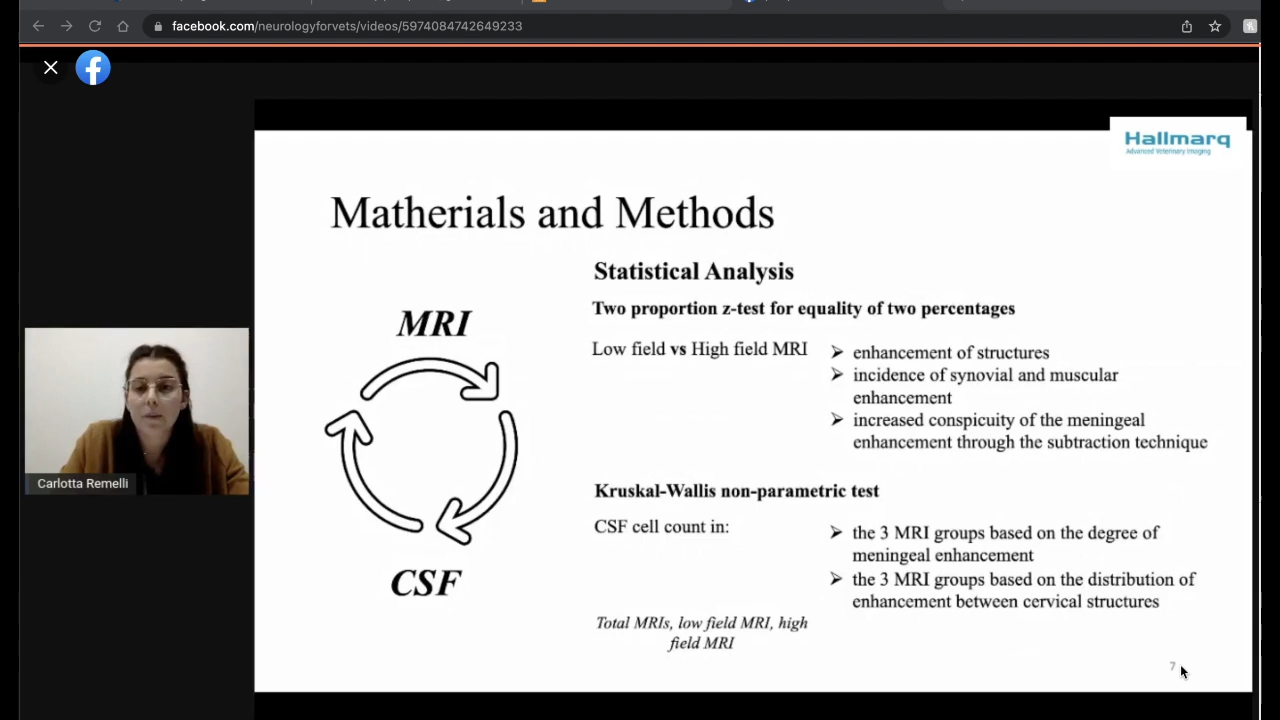 facebook.com/neurologyforvets/videos/5974084742649233
Hallmarq
Advanced Veterinary Imaging
Matherials and Methods
Statistical Analysis
Two proportion z-test for equality of two percentages
MRI
Low field vs High field MRI
➢ enhancement of structures
➢ incidence of synovial and muscular
enhancement
➢ increased conspicuity of the meningeal
enhancement through the subtraction technique
Carlotta Remelli
Kruskal-Wallis non-parametric test
CSF cell count in:
➢ the 3 MRI groups based on the degree of
meningeal enhancement
➢ the 3 MRI groups based on the distribution of
enhancement between cervical structures
CSF
Total MRIs, low field MRI, high
field MRI
7